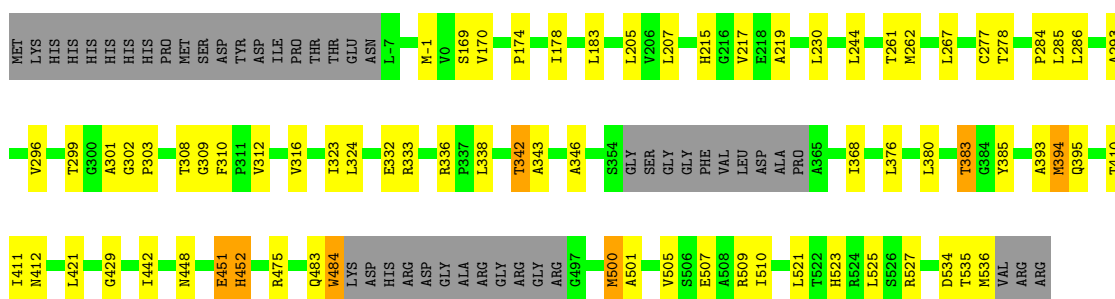 MET LYS HIS HIS HIS HIS HIS HIS PRO MET SER ASP TYR ASP ILE PRO THR THR GLU ASN L-7 M-1 V0 S169 V170 P174 I178 L183 L205 V206 L207 H215 G216 V217 E218 A219 L230 L244 T261 M262 L267 C277 T278 P284 L285 L286
V296 T299 G300 A301 G302 P303 T308 G309 F310 P311 V312 V316 I323 L324 E332 R333 R336 P337 L338 T342 A343 A346 S354 GLY SER GLY GLY PHE VAL LEU ASP ALA PRO A365 I368 L376 L380 T383 G384 Y385 A393 M394 Q395
I411 N412 L421 G429 I442 N448 E451 H452 R475 Q483 W484 LYS ASP HIS ARG ASP GLY ALA ARG GLY ARG GLY ARG G497 M500 A501 V505 S506 E507 A508 R509 I510 L521 T522 H523 R524 L525 S526 R527 D534 T535 M536 VAL ARG ARG